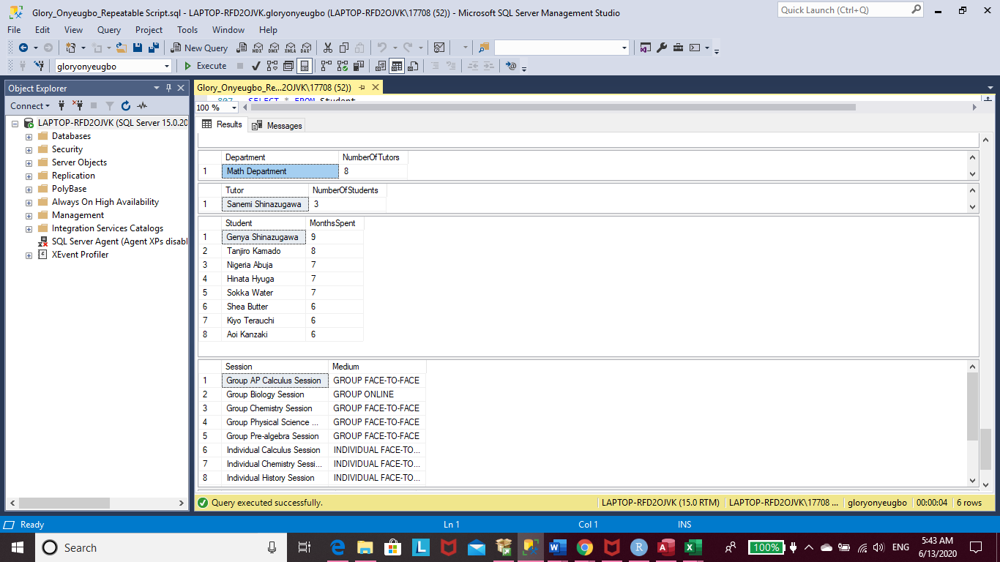 Glory_Onyeugbo_Repeatable Script.sql - LAPTOP-RFD2OJVK.gloryonyeugbo (LAPTOP-RFD2OJVK\17708 (52)) - Microsoft SQL Server Management Studio
Quick Launch (Ctrl+Q)
File Edit View Query Project Tools Window Help
New Query
MDX DMX XMLA DAX
gloryonyeugbo
Execute
Object Explorer
Connect
LAPTOP-RFD2OJVK (SQL Server 15.0.20
Databases
Security
Server Objects
Replication
PolyBase
Always On High Availability
Management
Integration Services Catalogs
SQL Server Agent (Agent XPs disabl
XEvent Profiler
Glory_Onyeugbo_Re...2OJVK\17708 (52))
807 SELECT * FROM Student
100 %
Results Messages
Department NumberOfTutors
1 Math Department 8
Tutor NumberOfStudents
1 Sanemi Shinazugawa 3
Student MonthsSpent
1 Genya Shinazugawa 9
2 Tanjiro Kamado 8
3 Nigeria Abuja 7
4 Hinata Hyuga 7
5 Sokka Water 7
6 Shea Butter 6
7 Kiyo Terauchi 6
8 Aoi Kanzaki 6
Session Medium
1 Group AP Calculus Session GROUP FACE-TO-FACE
2 Group Biology Session GROUP ONLINE
3 Group Chemistry Session GROUP FACE-TO-FACE
4 Group Physical Science ... GROUP FACE-TO-FACE
5 Group Pre-algebra Session GROUP FACE-TO-FACE
6 Individual Calculus Session INDIVIDUAL FACE-TO...
7 Individual Chemistry Sessi... INDIVIDUAL FACE-TO...
8 Individual History Session INDIVIDUAL FACE-TO...
Query executed successfully.
LAPTOP-RFD2OJVK (15.0 RTM) LAPTOP-RFD2OJVK\17708 ... gloryonyeugbo 00:00:04 6 rows
Ready
Ln 1 Col 1 INS
Search
100%
ENG
5:43 AM
6/13/2020